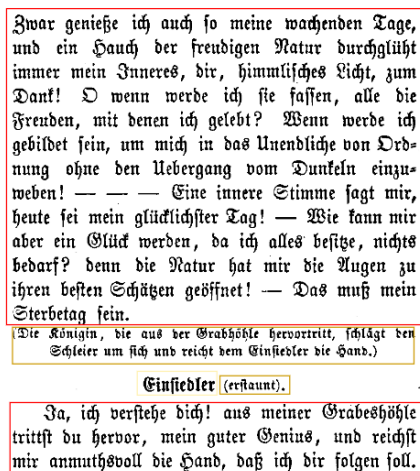 Zwar genieße ich auch so meine wachenden Tage,
und ein Hauch der freudigen Natur durchglüht
immer mein Inneres, dir, himmlisches Licht, zum
Dank! O wenn werde ich sie fassen, alle die
Freuden, mit denen ich gelebt? Wenn werde ich
gebildet sein, um mich in das Unendliche von Ord-
nung ohne den Uebergang vom Dunkeln einzu-
weben! — — — Eine innere Stimme sagt mir,
heute sei mein glücklichster Tag! — Wie kann mir
aber ein Glück werden, da ich alles besitze, nichts
bedarf? denn die Natur hat mir die Augen zu
ihren besten Schätzen geöffnet! — Das muß mein
Sterbetag sein.
(Die Königin, die aus der Grabhöhle hervortritt, schlägt den
Schleier um sich und reicht dem Einsiedler die Hand.)
Einsiedler (erstaunt).
Ja, ich verstehe dich! aus meiner Grabeshöhle
trittst du hervor, mein guter Genius, und reichst
mir anmuthsvoll die Hand, daß ich dir folgen soll.